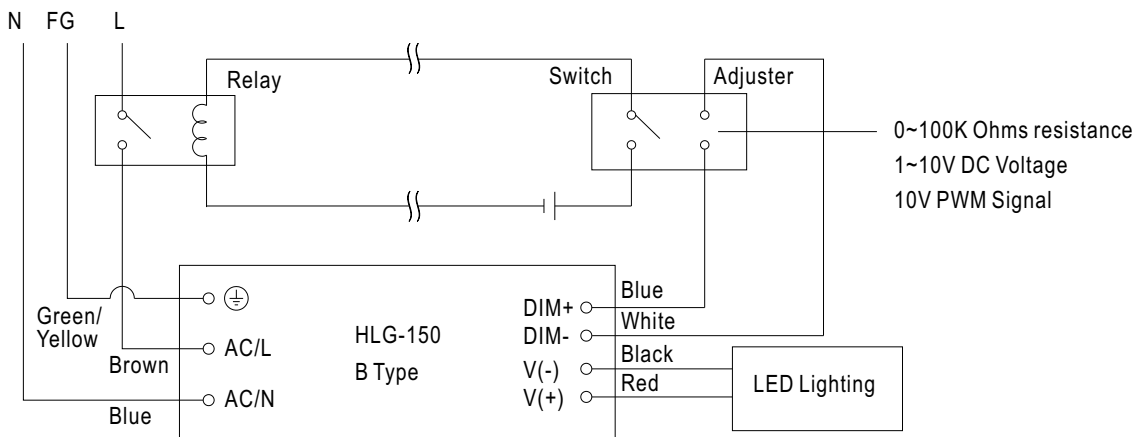 N FG L
Relay
Switch
Adjuster
0~100K Ohms resistance
1~10V DC Voltage
10V PWM Signal
Green/
Yellow
Brown
Blue
AC/L
AC/N
HLG-150
B Type
DIM+
DIM-
V(-)
V(+)
Blue
White
Black
Red
LED Lighting